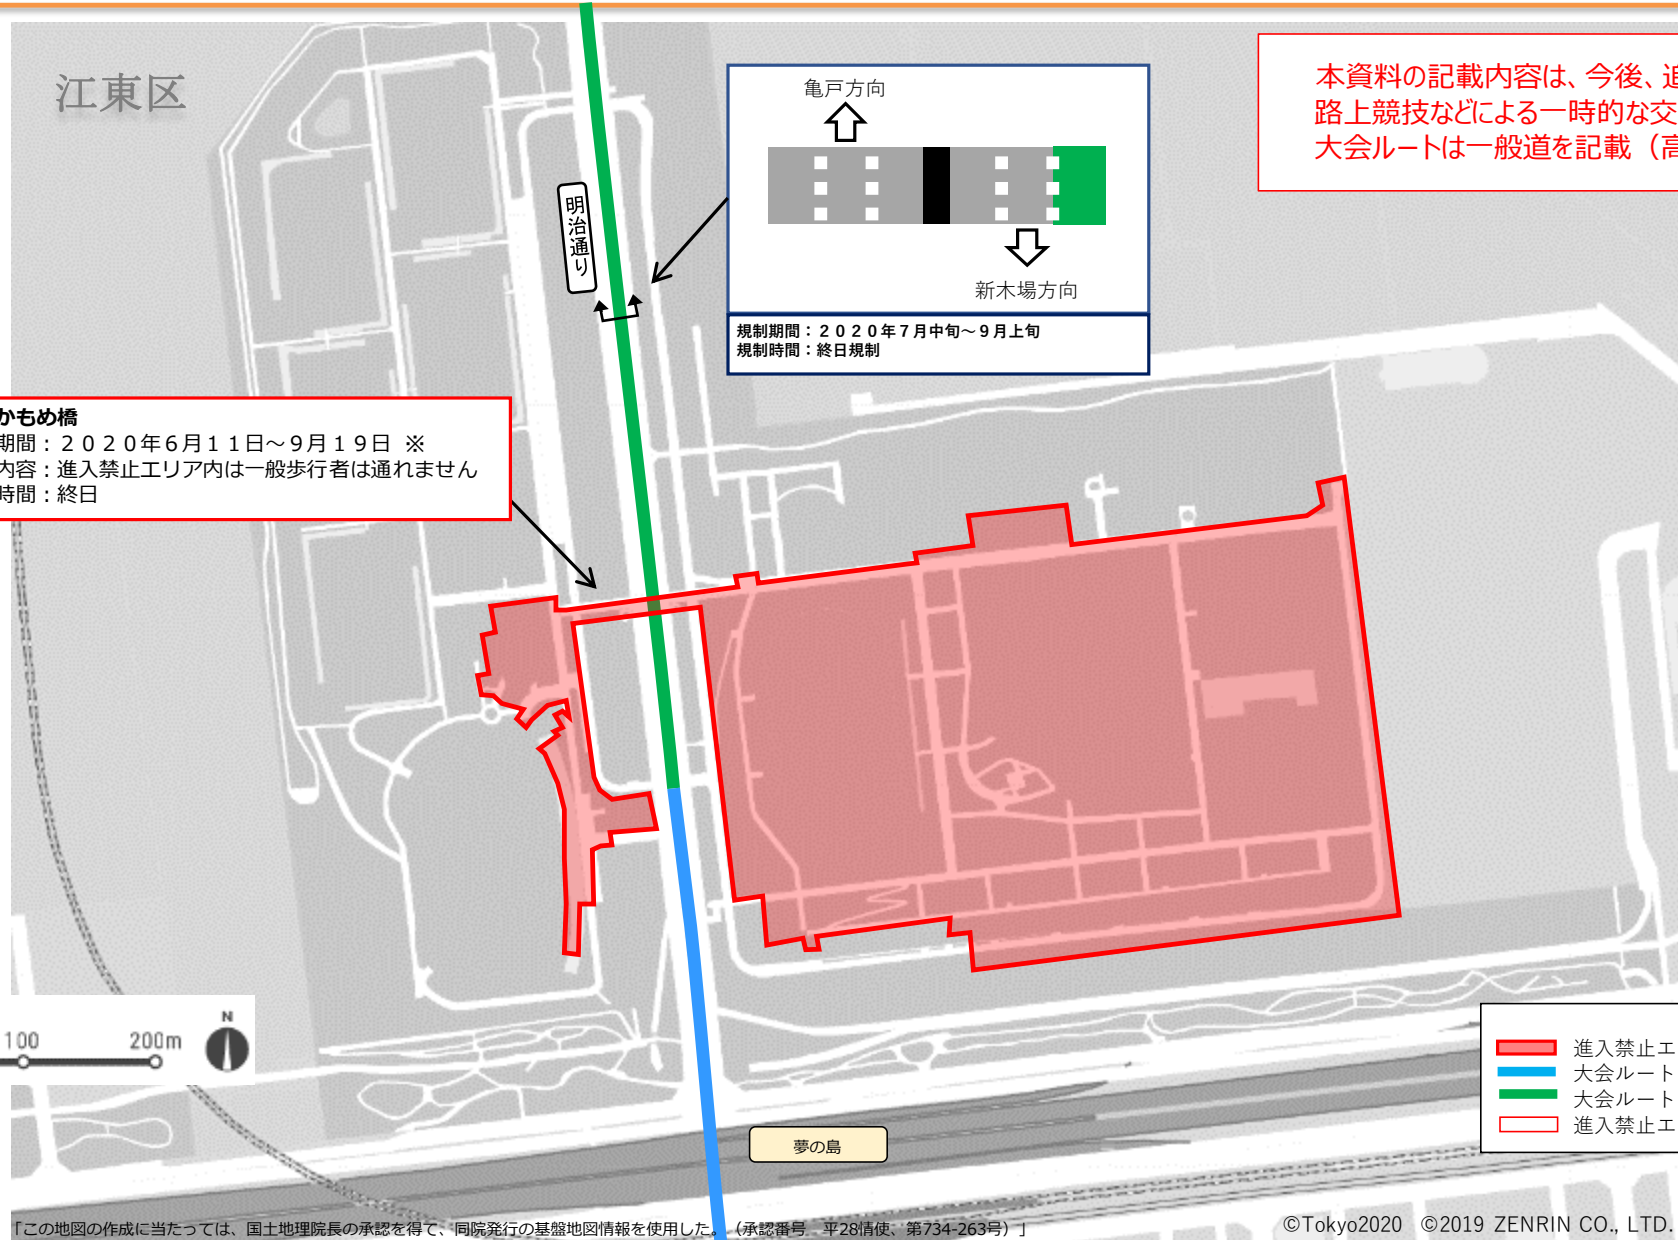 江東区
亀戸方向
新木場方向
規制期間：２０２０年７月中旬～９月上旬
規制時間：終日規制
本資料の記載内容は、今後、
路上競技などによる一時的な交
大会ルートは一般道を記載（高
明治通り
かもめ橋
期間：２０２０年６月１１日～９月１９日 ※
内容：進入禁止エリア内は一般歩行者は通れません
時間：終日
100 200m
N
進入禁止エ
大会ルート
大会ルート
進入禁止エ
夢の島
「この地図の作成に当たっては、国土地理院長の承認を得て、同院発行の基盤地図情報を使用した。（承認番号 平28情使、第734-263号）」
©Tokyo2020 ©2019 ZENRIN CO., LTD.